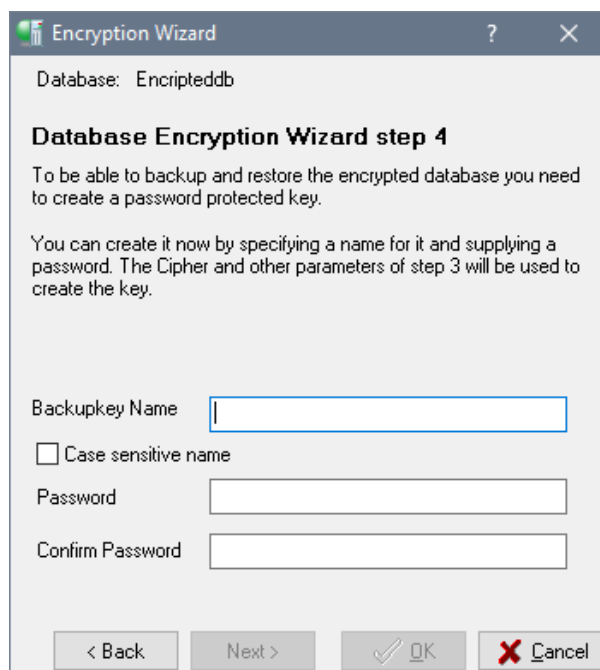 Encryption Wizard ?
Database: Encripteddb
Database Encryption Wizard step 4
To be able to backup and restore the encrypted database you need
to create a password protected key.
You can create it now by specifying a name for it and supplying a
password. The Cipher and other parameters of step 3 will be used to
create the key.
Backupkey Name
Case sensitive name
Password
Confirm Password
< Back Next > OK Cancel